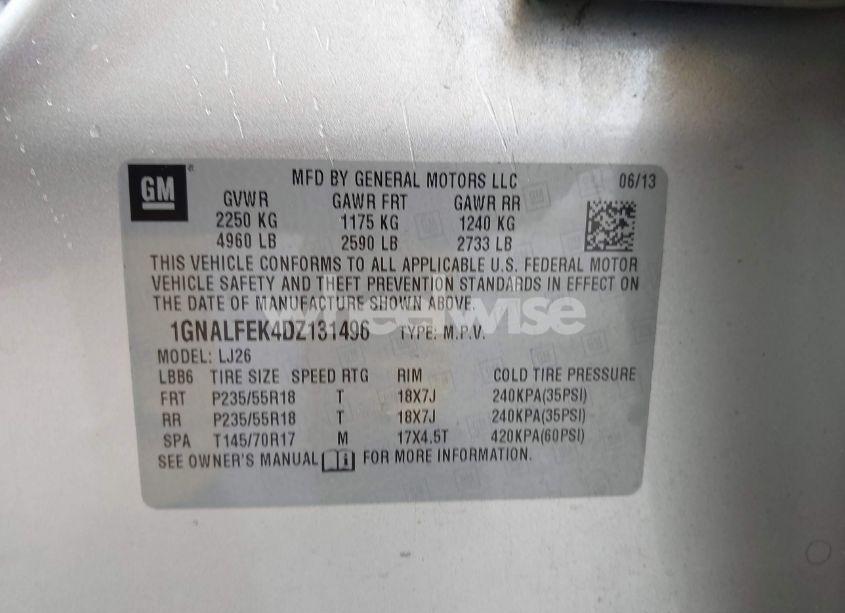 GM
MFD BY GENERAL MOTORS LLC 06/13
GVWR GAWR FRT GAWR RR
2250 KG 1175 KG 1240 KG
4960 LB 2590 LB 2733 LB
THIS VEHICLE CONFORMS TO ALL APPLICABLE U.S. FEDERAL MOTOR
VEHICLE SAFETY AND THEFT PREVENTION STANDARDS IN EFFECT ON
THE DATE OF MANUFACTURE SHOWN ABOVE.
wheelwise
1GNALFEK4DZ131496 TYPE: M.P.V.
MODEL: LJ26
LBB6 TIRE SIZE SPEED RTG RIM COLD TIRE PRESSURE
FRT P235/55R18 T 18X7J 240KPA(35PSI)
RR P235/55R18 T 18X7J 240KPA(35PSI)
SPA T145/70R17 M 17X4.5T 420KPA(60PSI)
SEE OWNER'S MANUAL FOR MORE INFORMATION.